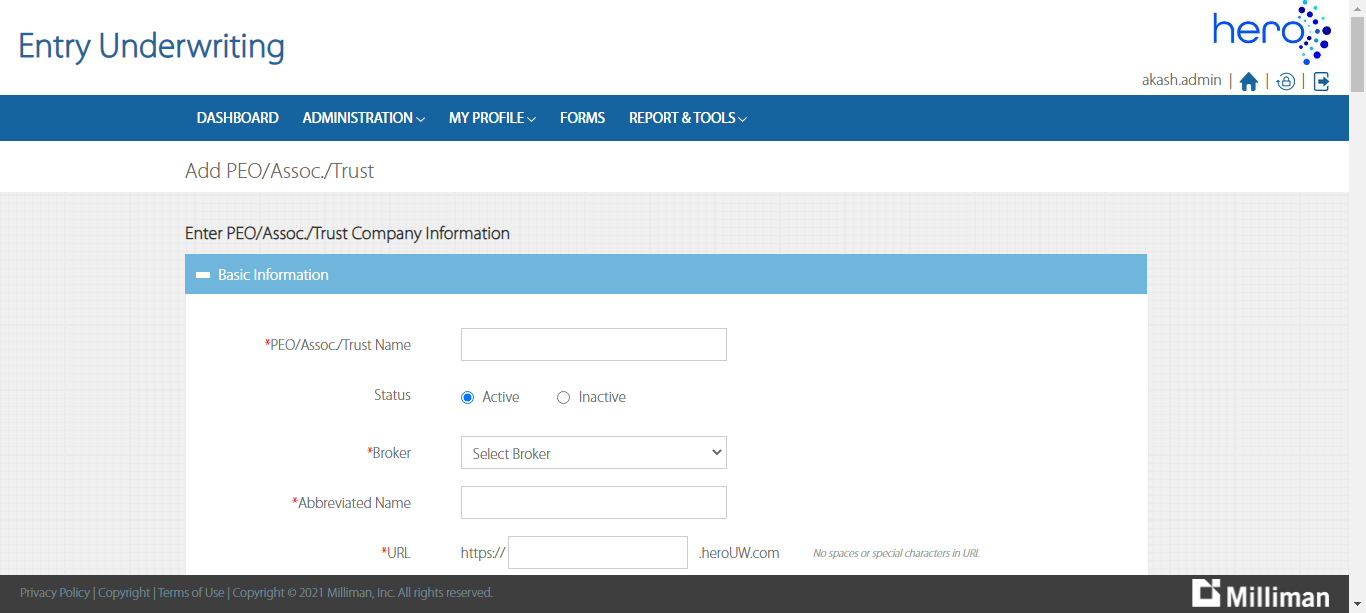 Entry Underwriting
hero
akash.admin | | |
DASHBOARD ADMINISTRATION MY PROFILE FORMS REPORT & TOOLS
Add PEO/Assoc./Trust
Enter PEO/Assoc./Trust Company Information
Basic Information
*PEO/Assoc./Trust Name
Status Active Inactive
*Broker Select Broker
*Abbreviated Name
*URL https:// .heroUW.com No spaces or special characters in URL
Privacy Policy | Copyright | Terms of Use | Copyright © 2021 Milliman, Inc. All rights reserved.
Milliman